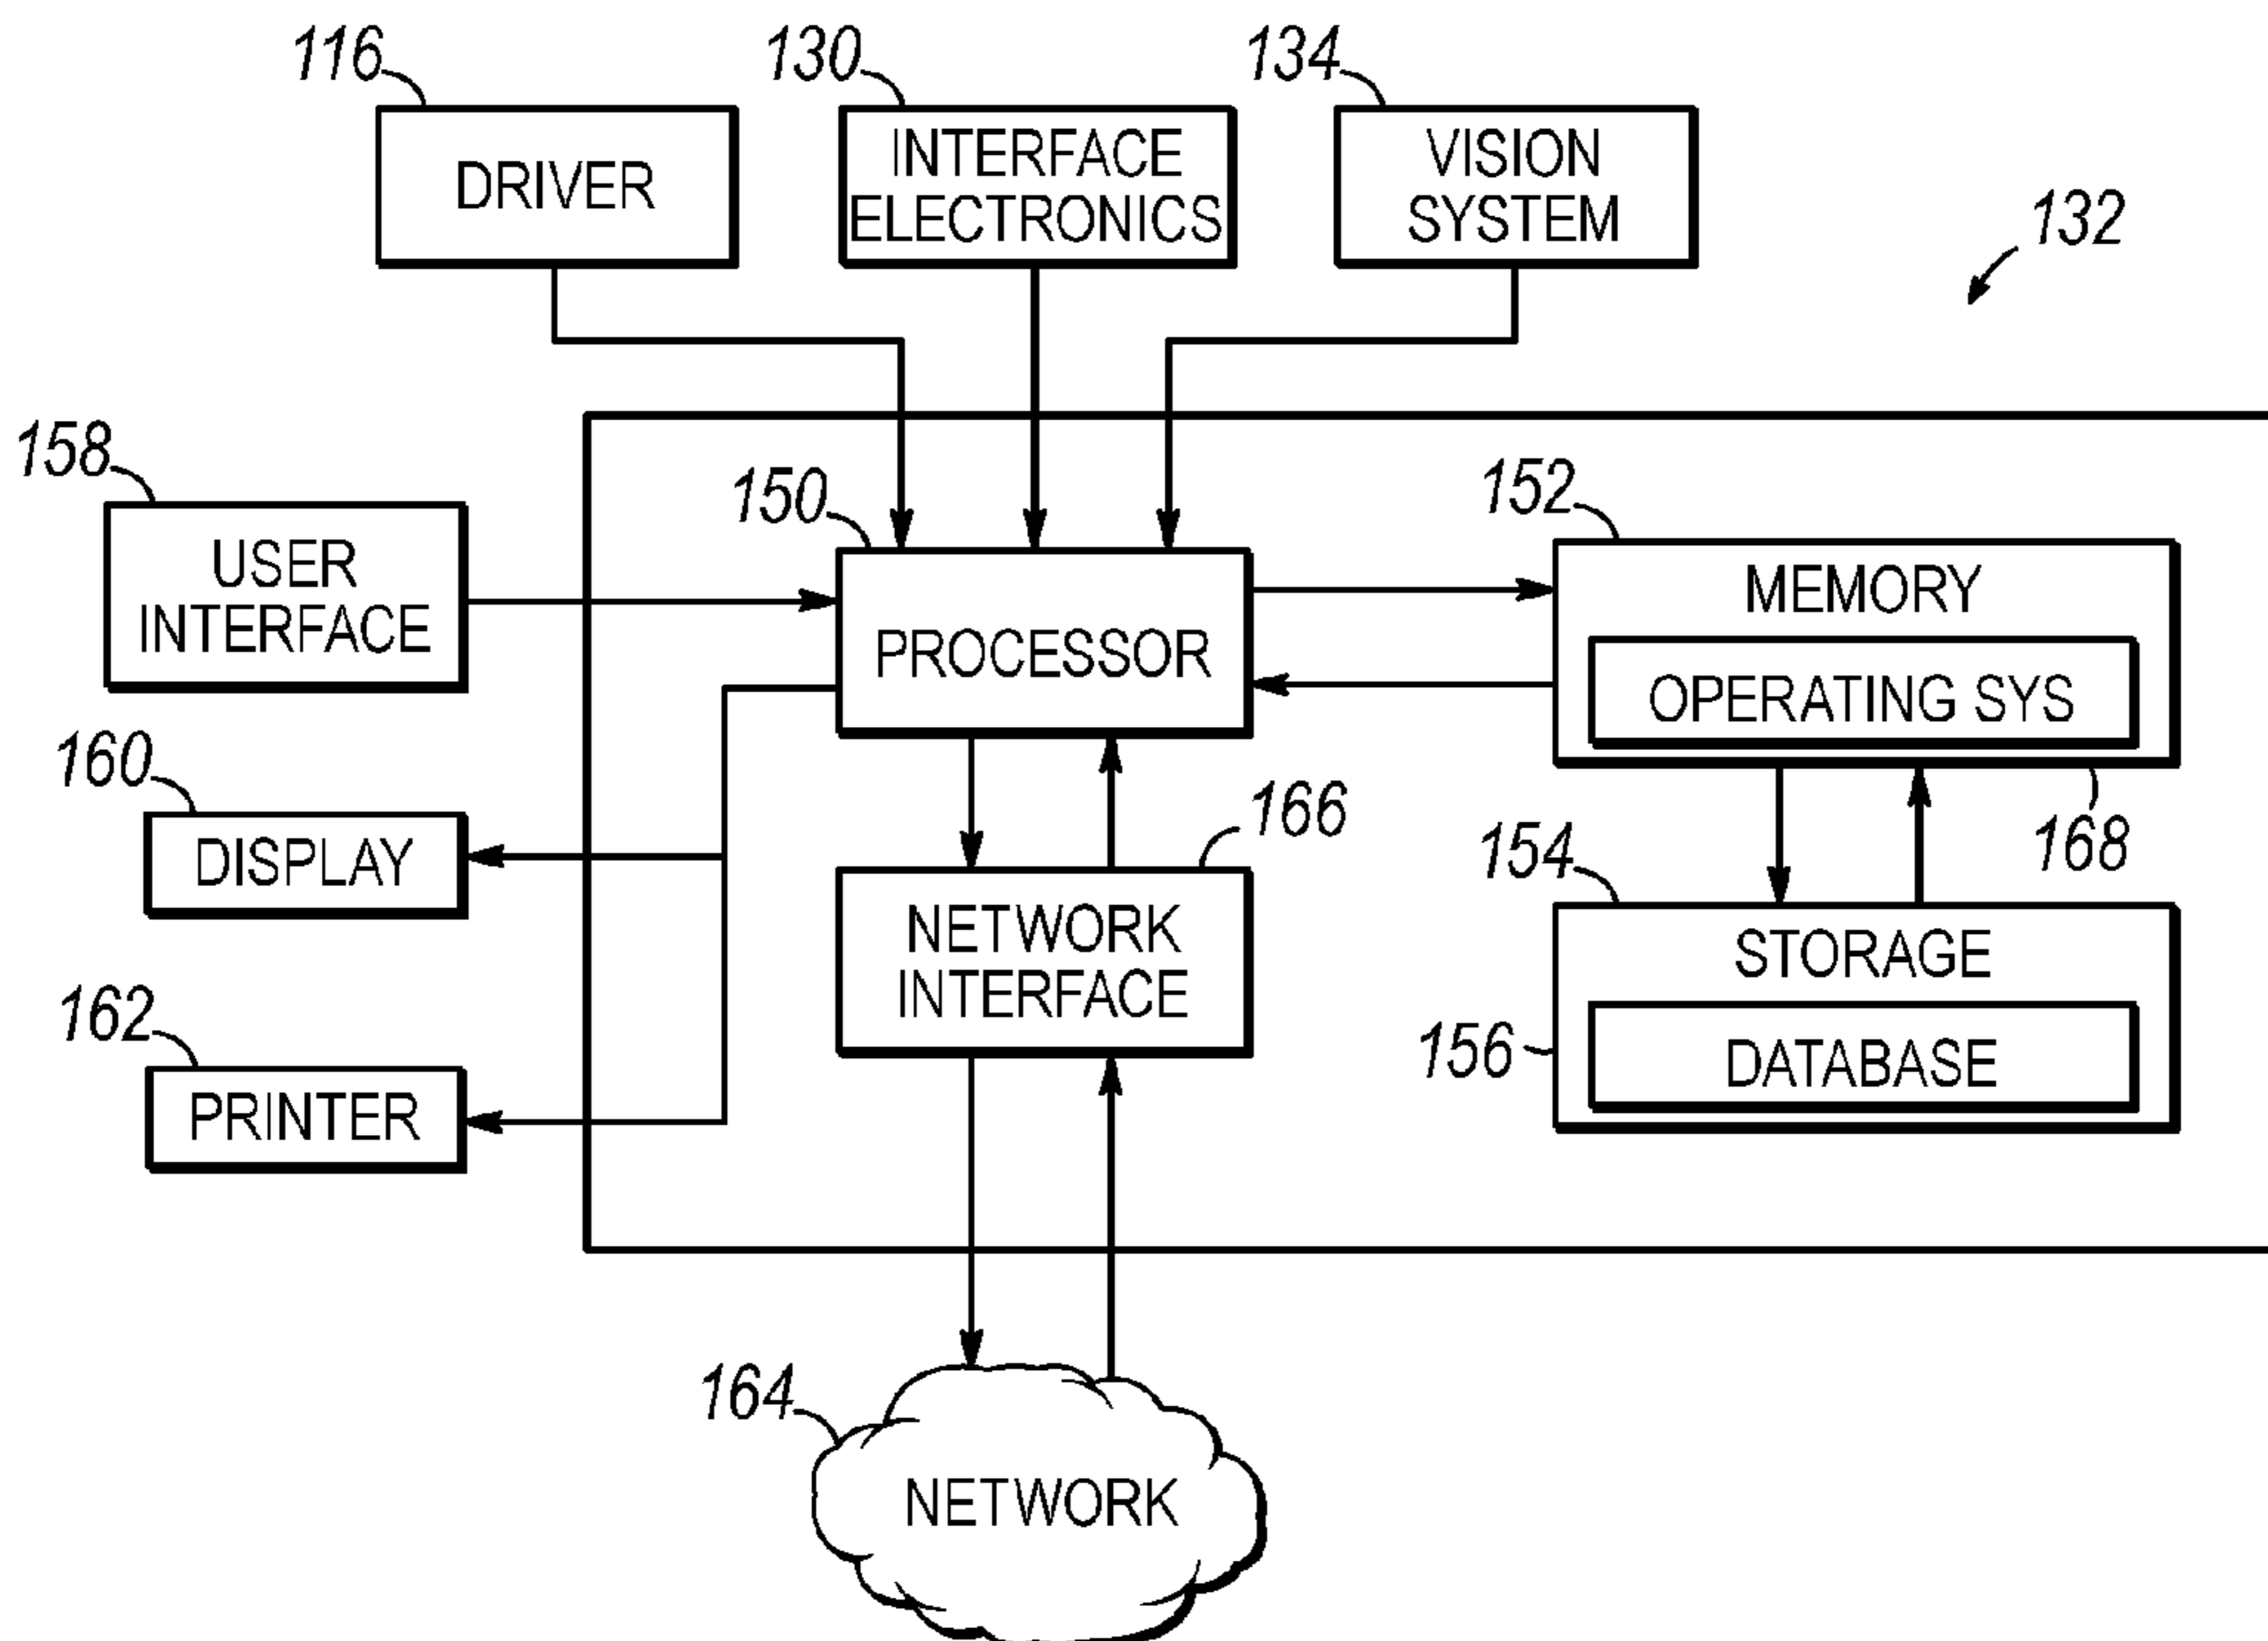 116
130
134
DRIVER
INTERFACE
ELECTRONICS
VISION
SYSTEM
132
158
150
152
USER
INTERFACE
PROCESSOR
MEMORY
OPERATING SYS
160
166
154
168
DISPLAY
NETWORK
INTERFACE
STORAGE
162
156
DATABASE
PRINTER
164
NETWORK